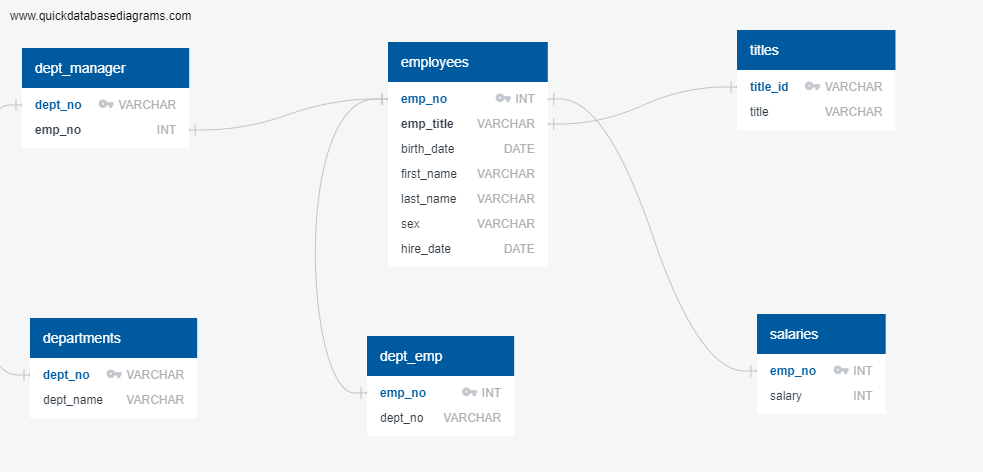 www.quickdatabasediagrams.com
dept_manager
dept_no VARCHAR
emp_no INT
employees
emp_no INT
emp_title VARCHAR
birth_date DATE
first_name VARCHAR
last_name VARCHAR
sex VARCHAR
hire_date DATE
titles
title_id VARCHAR
title VARCHAR
departments
dept_no VARCHAR
dept_name VARCHAR
dept_emp
emp_no INT
dept_no VARCHAR
salaries
emp_no INT
salary INT